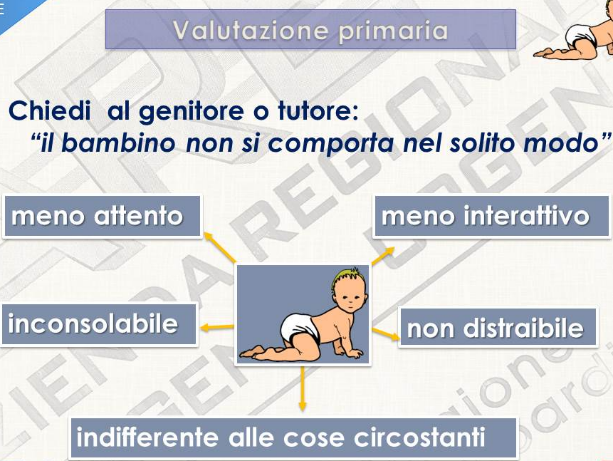 E
Valutazione primaria
Chiedi al genitore o tutore:
"il bambino non si comporta nel solito modo"
meno attento
meno interattivo
inconsolabile
non distraibile
indifferente alle cose circostanti
REGIONALE